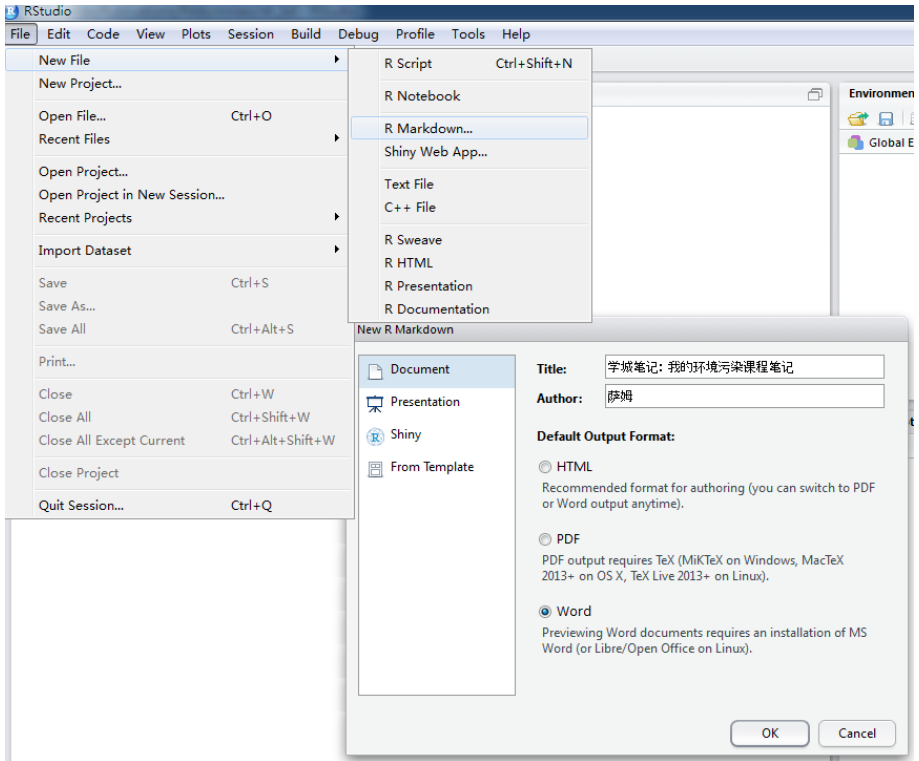 RStudio
File Edit Code View Plots Session Build Debug Profile Tools Help
New File
New Project...
Open File... Ctrl+O
Recent Files
Open Project...
Open Project in New Session...
Recent Projects
Import Dataset
Save Ctrl+S
Save As...
Save All Ctrl+Alt+S
Print...
Close Ctrl+W
Close All Ctrl+Shift+W
Close All Except Current Ctrl+Alt+Shift+W
Close Project
Quit Session... Ctrl+Q
R Script Ctrl+Shift+N
R Notebook
R Markdown...
Shiny Web App...
Text File
C++ File
R Sweave
R HTML
R Presentation
R Documentation
New R Markdown
Document
Presentation
Shiny
From Template
Title: 学城笔记：我的环境污染课程笔记
Author: 萨姆
Default Output Format:
HTML
Recommended format for authoring (you can switch to PDF
or Word output anytime).
PDF
PDF output requires TeX (MiKTeX on Windows, MacTeX
2013+ on OS X, TeX Live 2013+ on Linux).
Word
Previewing Word documents requires an installation of MS
Word (or Libre/Open Office on Linux).
OK Cancel
Environmen
Global E